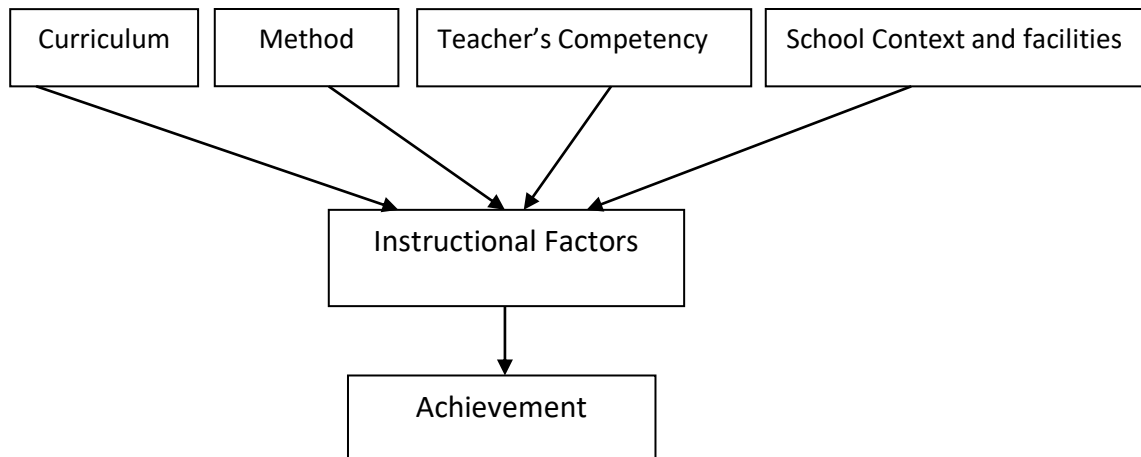 Curriculum
Method
Teacher’s Competency
School Context and facilities
Instructional Factors
Achievement